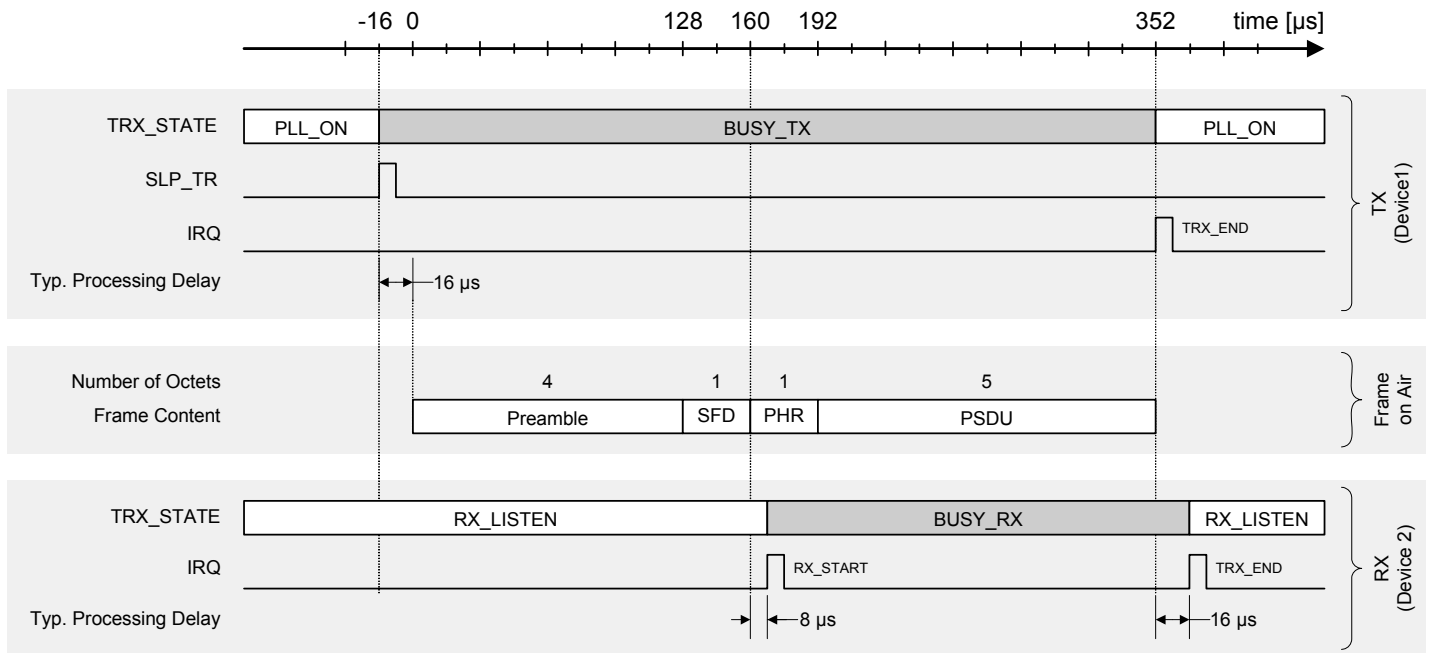 -16 0 128 160 192 352 time [µs]
TRX_STATE PLL_ON BUSY_TX PLL_ON
SLP_TR
IRQ TRX_END
Typ. Processing Delay 16 µs
TX
(Device1)
Number of Octets 4 1 1 5
Frame Content Preamble SFD PHR PSDU
Frame
on Air
TRX_STATE RX_LISTEN BUSY_RX RX_LISTEN
IRQ RX_START TRX_END
Typ. Processing Delay 8 µs 16 µs
RX
(Device 2)